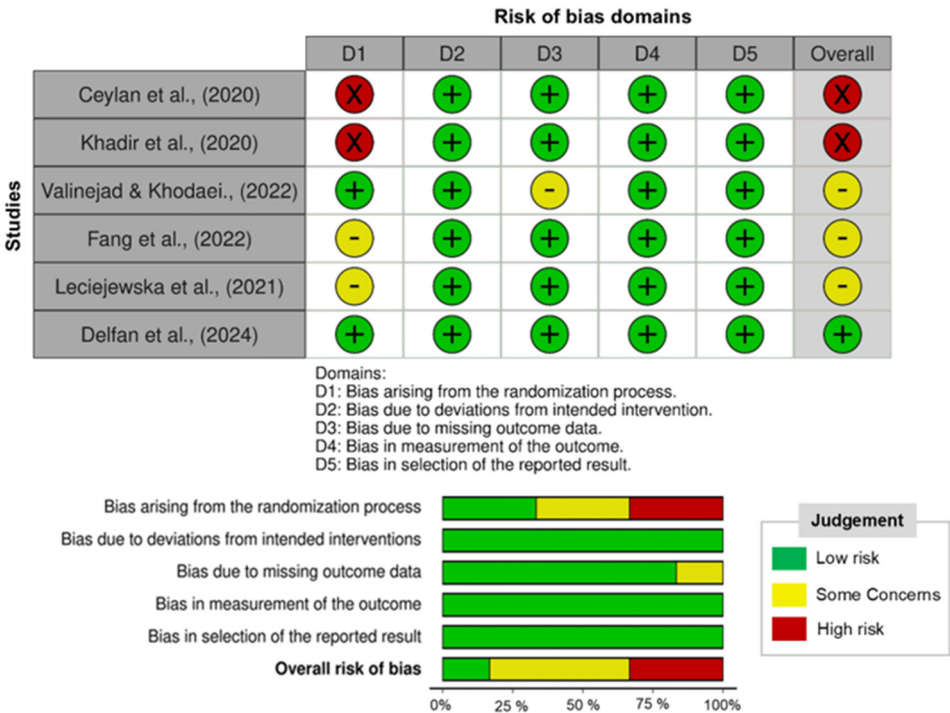 Risk of bias domains
D1 D2 D3 D4 D5 Overall
Studies
Ceylan et al., (2020) X + + + + X
Khadir et al., (2020) X + + + + X
Valinejad & Khodaei., (2022) + + - + + -
Fang et al., (2022) - + + + + -
Leciejewska et al., (2021) - + + + + -
Delfan et al., (2024) + + + + + +
Domains:
D1: Bias arising from the randomization process.
D2: Bias due to deviations from intended intervention.
D3: Bias due to missing outcome data.
D4: Bias in measurement of the outcome.
D5: Bias in selection of the reported result.
Bias arising from the randomization process
Bias due to deviations from intended interventions
Bias due to missing outcome data
Bias in measurement of the outcome
Bias in selection of the reported result
Overall risk of bias
0% 25 % 50 % 75 % 100%
Judgement
Low risk
Some Concerns
High risk